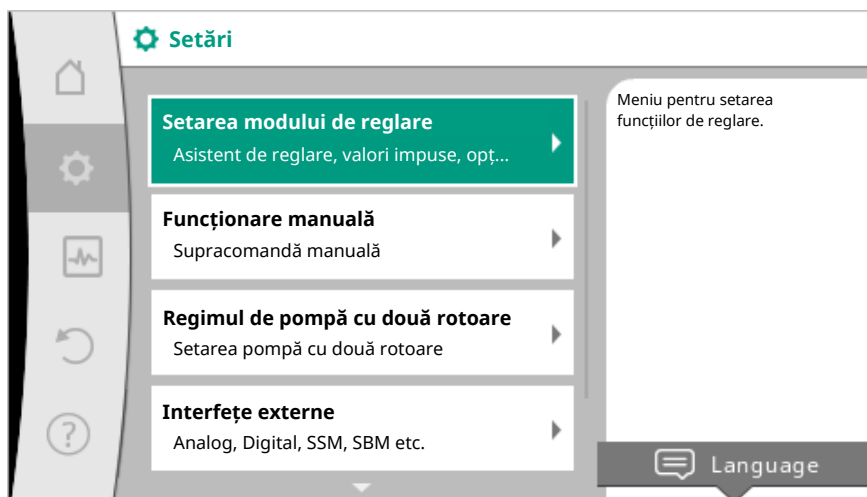 Setări
Setarea modului de reglare
Asistent de reglare, valori impuse, opț...
Funcționare manuală
Supracomandă manuală
Regimul de pompă cu două rotoare
Setarea pompă cu două rotoare
Interfețe externe
Analog, Digital, SSM, SBM etc.
Meniu pentru setarea
funcțiilor de reglare.
Language